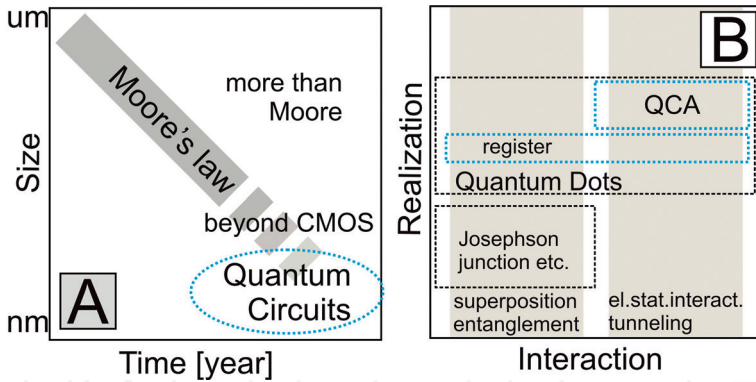 um
Size
nm
Moore's law
more than
Moore
beyond CMOS
Quantum
Circuits
A
Time [year]
B
Realization
QCA
register
Quantum Dots
Josephson
junction etc.
superposition
entanglement
el.stat.interact.
tunneling
Interaction